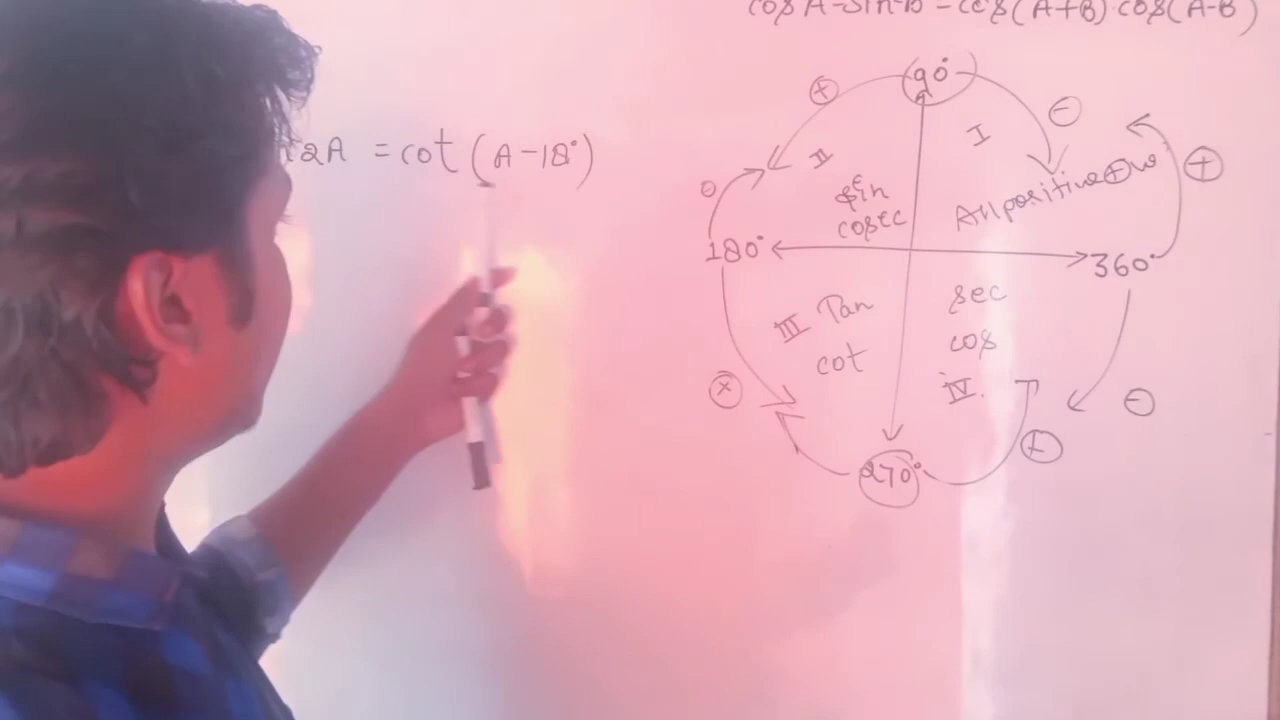 cos²A-sin²B = cos(A+B) cos(A-B)
2A = cot (A-18°)
90°
+
-
I
II
+
-
All positive +ve
sin
cosec
180°
360°
sec
III Tan
cos
cot
IV.
+
-
+
270°